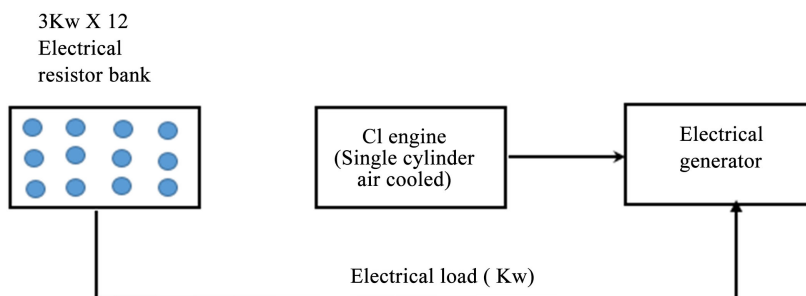 3Kw X 12
Electrical
resistor bank
Cl engine
(Single cylinder
air cooled)
Electrical
generator
Electrical load ( Kw)